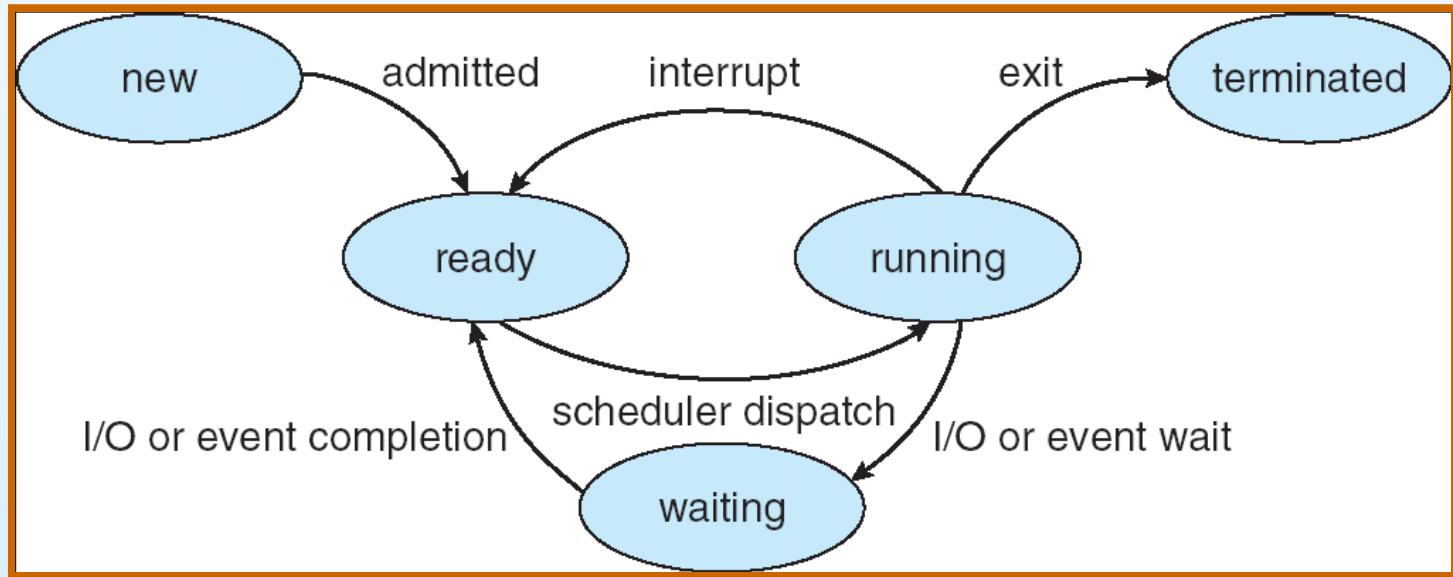 new
admitted
interrupt
exit
terminated
ready
running
scheduler dispatch
I/O or event completion
I/O or event wait
waiting